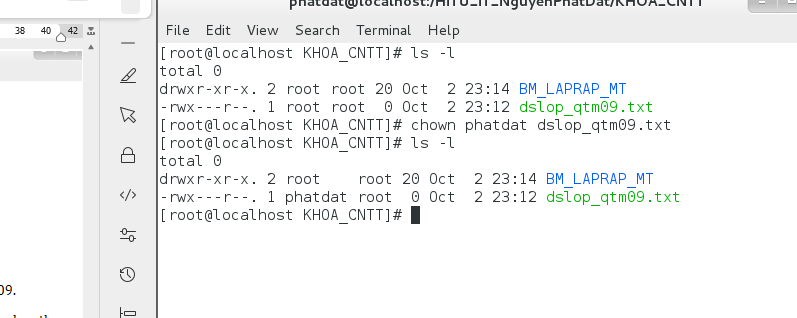 phatdat@localhost:/HITU_IT_NguyenPhatDat/KHOA_CNTT
38 40 42
File Edit View Search Terminal Help
[root@localhost KHOA_CNTT]# ls -l
total 0
drwxr-xr-x. 2 root root 20 Oct  2 23:14 BM_LAPRAP_MT
-rwx---r--. 1 root root  0 Oct  2 23:12 dslop_qtm09.txt
[root@localhost KHOA_CNTT]# chown phatdat dslop_qtm09.txt
[root@localhost KHOA_CNTT]# ls -l
total 0
drwxr-xr-x. 2 root    root 20 Oct  2 23:14 BM_LAPRAP_MT
-rwx---r--. 1 phatdat root  0 Oct  2 23:12 dslop_qtm09.txt
[root@localhost KHOA_CNTT]#
09.